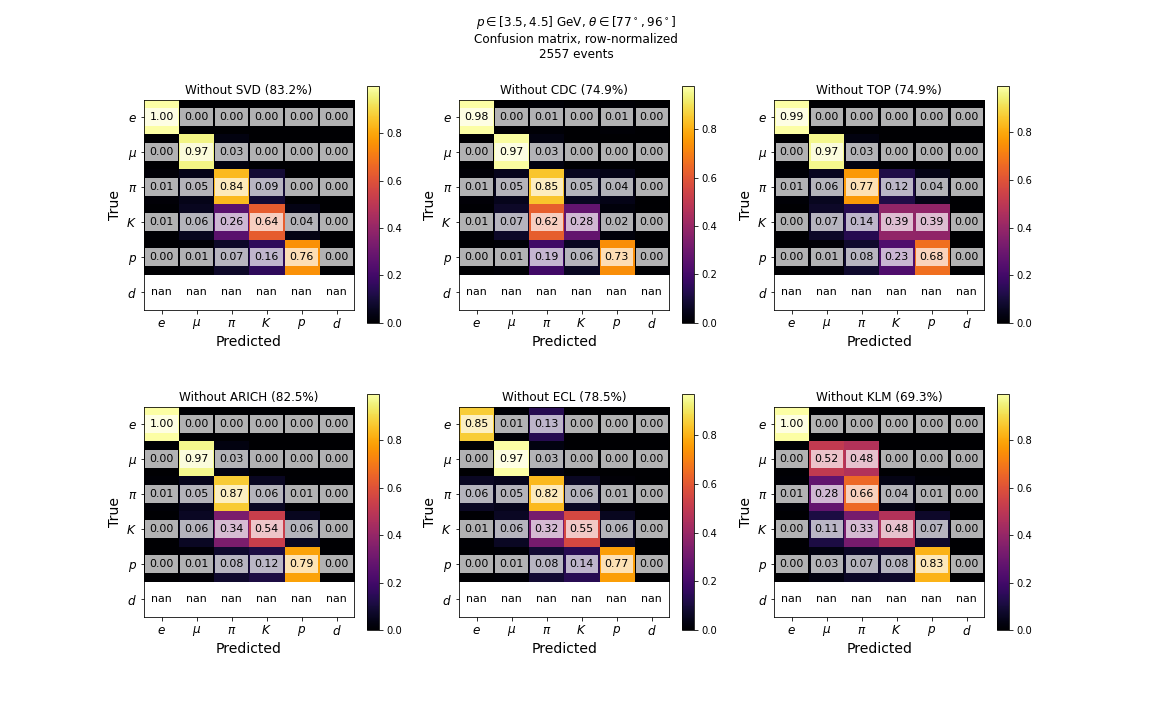 p ∈ [3.5, 4.5] GeV, θ ∈ [77°, 96°]
Confusion matrix, row-normalized
2557 events
Without SVD (83.2%)
True
e 1.00 0.00 0.00 0.00 0.00 0.00
μ 0.00 0.97 0.03 0.00 0.00 0.00
π 0.01 0.05 0.84 0.09 0.00 0.00
K 0.01 0.06 0.26 0.64 0.04 0.00
p 0.00 0.01 0.07 0.16 0.76 0.00
d nan nan nan nan nan nan
e μ π K p d
Predicted
0.8
0.6
0.4
0.2
0.0
Without CDC (74.9%)
True
e 0.98 0.00 0.01 0.00 0.01 0.00
μ 0.00 0.97 0.03 0.00 0.00 0.00
π 0.01 0.05 0.85 0.05 0.04 0.00
K 0.01 0.07 0.62 0.28 0.02 0.00
p 0.00 0.01 0.19 0.06 0.73 0.00
d nan nan nan nan nan nan
e μ π K p d
Predicted
0.8
0.6
0.4
0.2
0.0
Without TOP (74.9%)
True
e 0.99 0.00 0.00 0.00 0.00 0.00
μ 0.00 0.97 0.03 0.00 0.00 0.00
π 0.01 0.06 0.77 0.12 0.04 0.00
K 0.00 0.07 0.14 0.39 0.39 0.00
p 0.00 0.01 0.08 0.23 0.68 0.00
d nan nan nan nan nan nan
e μ π K p d
Predicted
0.8
0.6
0.4
0.2
0.0
Without ARICH (82.5%)
True
e 1.00 0.00 0.00 0.00 0.00 0.00
μ 0.00 0.97 0.03 0.00 0.00 0.00
π 0.01 0.05 0.87 0.06 0.01 0.00
K 0.00 0.06 0.34 0.54 0.06 0.00
p 0.00 0.01 0.08 0.12 0.79 0.00
d nan nan nan nan nan nan
e μ π K p d
Predicted
0.8
0.6
0.4
0.2
0.0
Without ECL (78.5%)
True
e 0.85 0.01 0.13 0.00 0.00 0.00
μ 0.00 0.97 0.03 0.00 0.00 0.00
π 0.06 0.05 0.82 0.06 0.01 0.00
K 0.01 0.06 0.32 0.55 0.06 0.00
p 0.00 0.01 0.08 0.14 0.77 0.00
d nan nan nan nan nan nan
e μ π K p d
Predicted
0.8
0.6
0.4
0.2
0.0
Without KLM (69.3%)
True
e 1.00 0.00 0.00 0.00 0.00 0.00
μ 0.00 0.52 0.48 0.00 0.00 0.00
π 0.01 0.28 0.66 0.04 0.01 0.00
K 0.00 0.11 0.33 0.48 0.07 0.00
p 0.00 0.03 0.07 0.08 0.83 0.00
d nan nan nan nan nan nan
e μ π K p d
Predicted
0.8
0.6
0.4
0.2
0.0